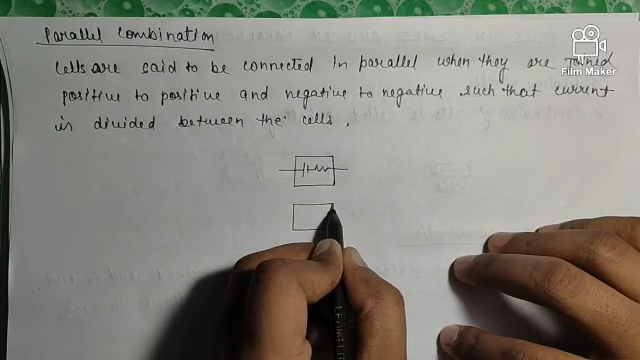 Parallel Combination
Cells are said to be connected in parallel when they are joined
positive to positive and negative to negative such that current
is divided between the cells.
Film Maker